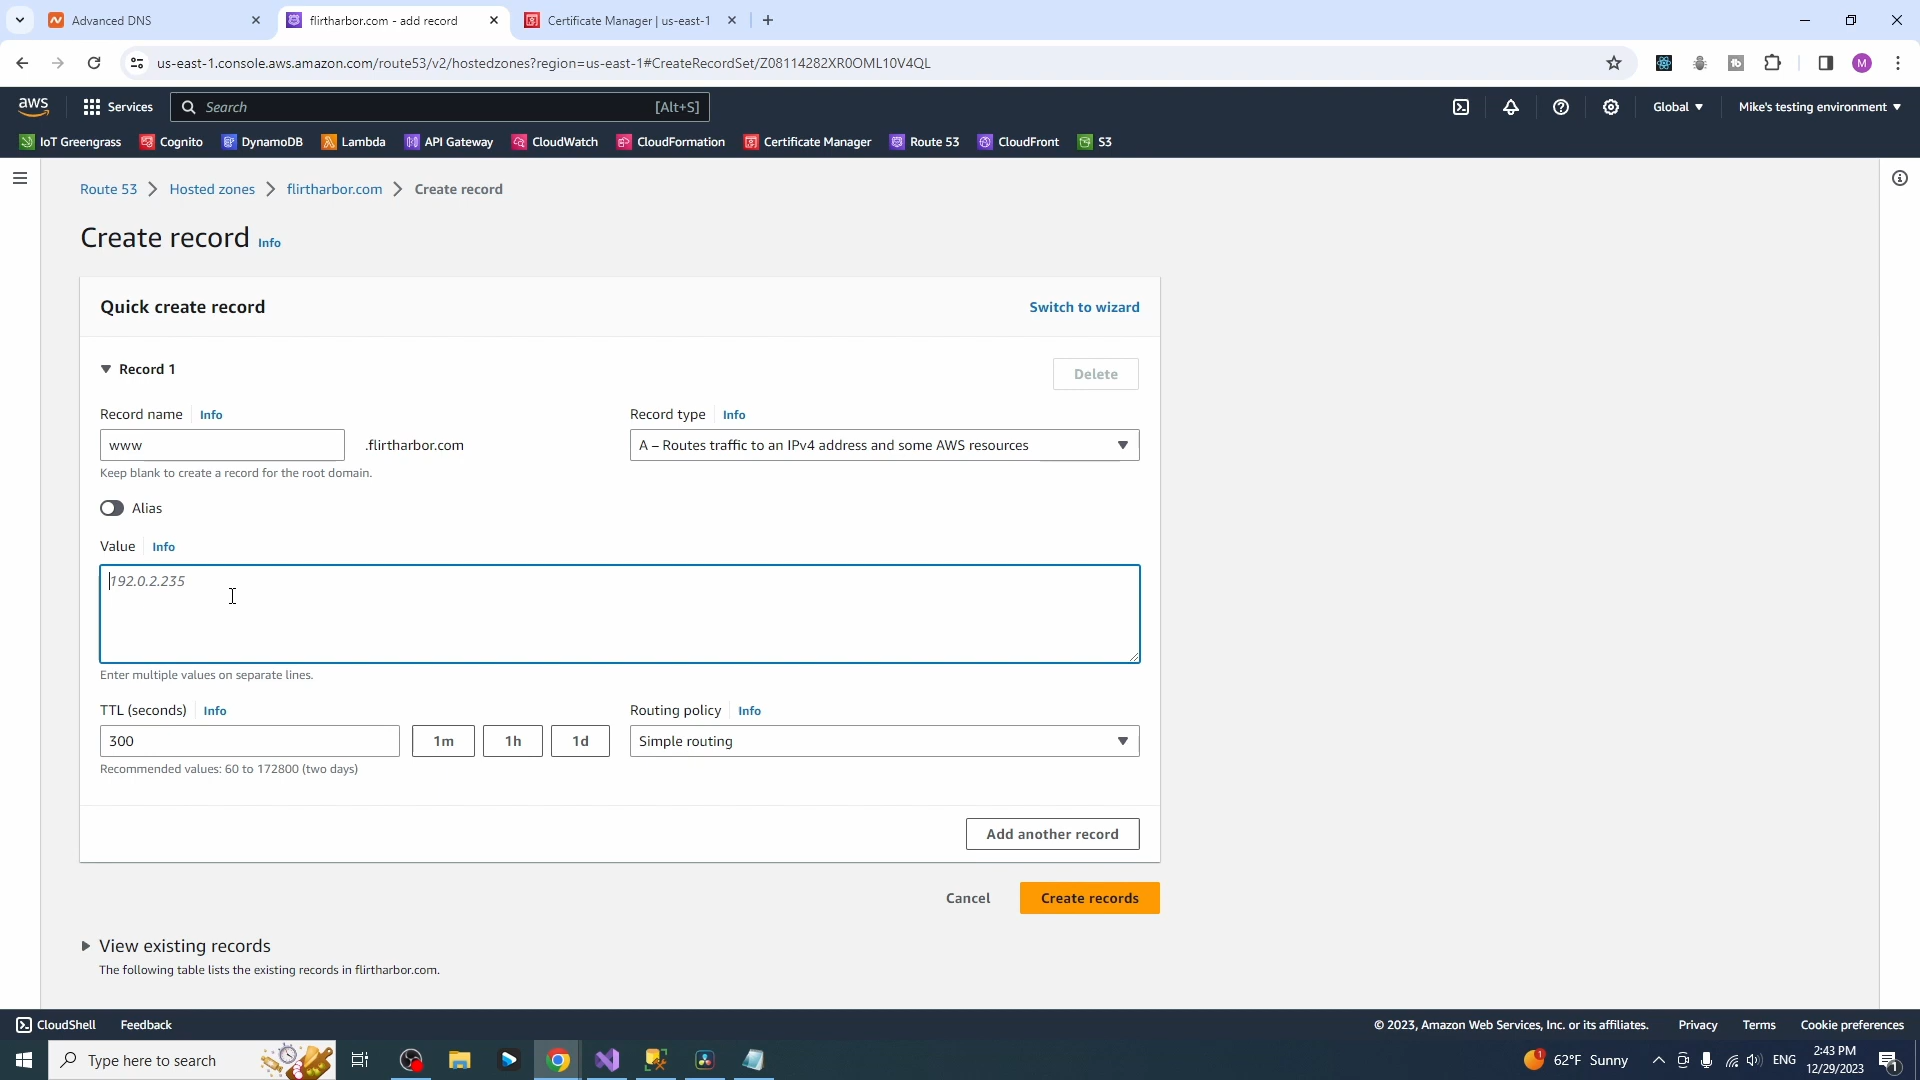 Advanced DNS
flirtharbor.com - add record
Certificate Manager | us-east-1
us-east-1.console.aws.amazon.com/route53/v2/hostedzones?region=us-east-1#CreateRecordSet/Z08114282XR0OML10V4QL
M
aws
Services
Search
[Alt+S]
Global
Mike's testing environment
IoT Greengrass
Cognito
DynamoDB
Lambda
API Gateway
CloudWatch
CloudFormation
Certificate Manager
Route 53
CloudFront
S3
Route 53
Hosted zones
flirtharbor.com
Create record
Create record
Info
Quick create record
Switch to wizard
Record 1
Delete
Record name
Info
Record type
Info
www
.flirtharbor.com
A – Routes traffic to an IPv4 address and some AWS resources
Keep blank to create a record for the root domain.
Alias
Value
Info
192.0.2.235
Enter multiple values on separate lines.
TTL (seconds)
Info
Routing policy
Info
300
1m
1h
1d
Simple routing
Recommended values: 60 to 172800 (two days)
Add another record
Cancel
Create records
View existing records
The following table lists the existing records in flirtharbor.com.
CloudShell
Feedback
© 2023, Amazon Web Services, Inc. or its affiliates.
Privacy
Terms
Cookie preferences
Type here to search
1
62°F Sunny
ENG
2:43 PM
12/29/2023
1